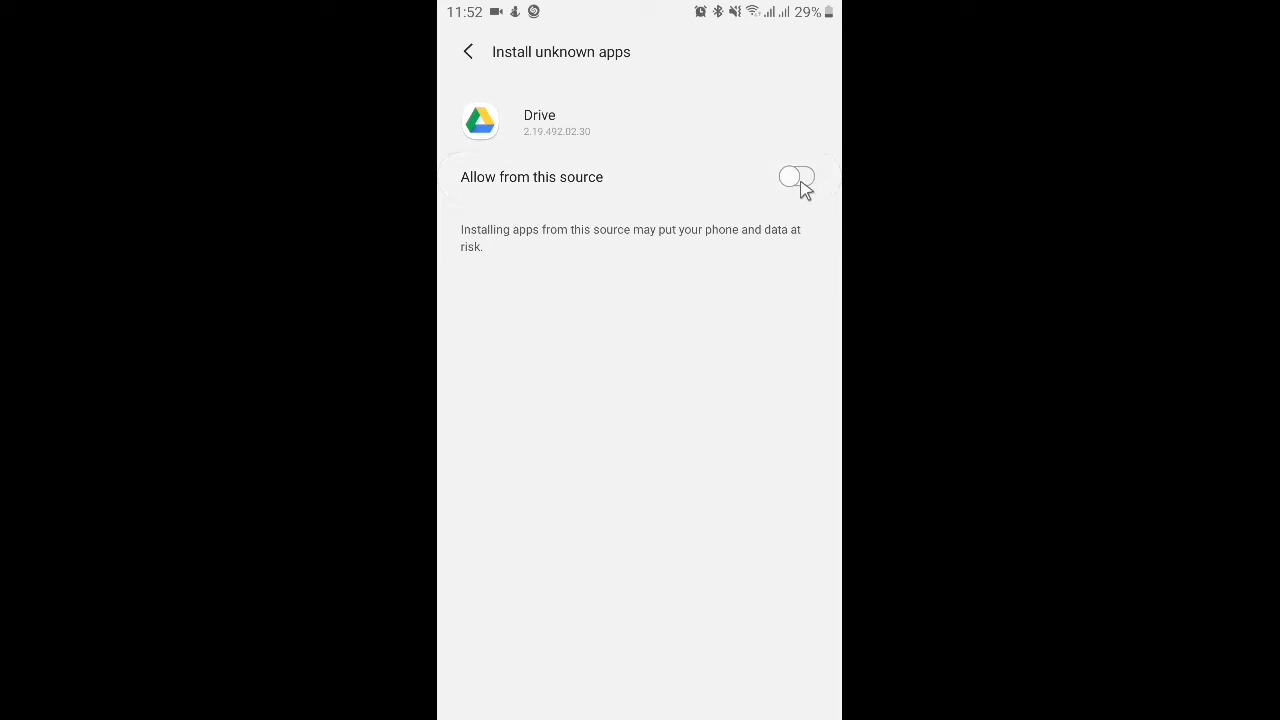 11:52 29%
Install unknown apps
Drive
2.19.492.02.30
Allow from this source
Installing apps from this source may put your phone and data at
risk.